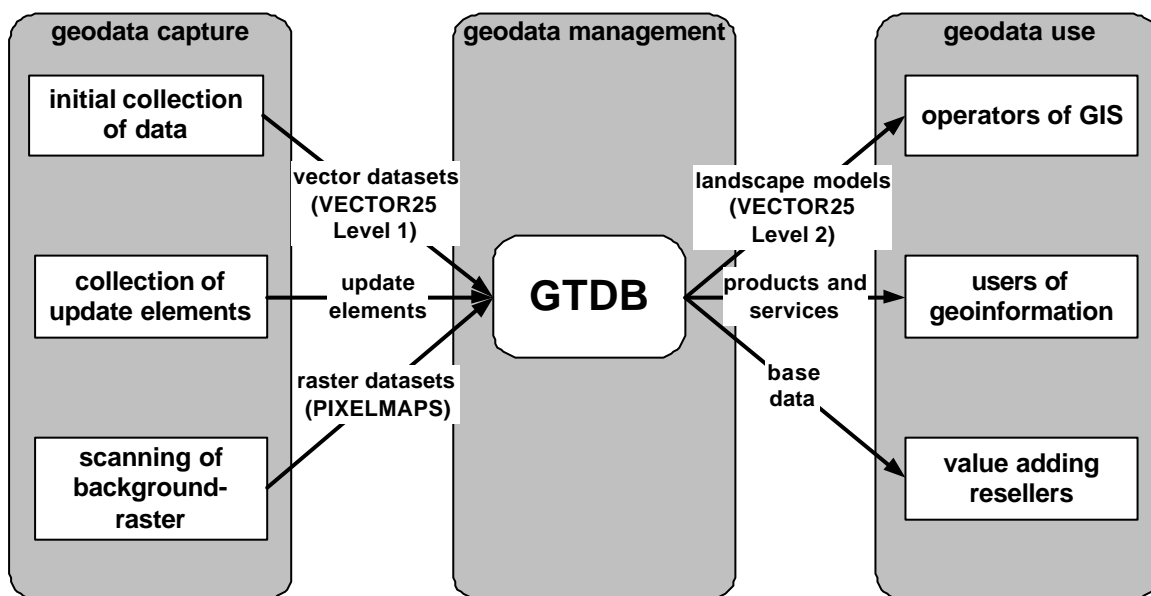 geodata capture
initial collection
of data
collection of
update elements
scanning of
background-
raster
vector datasets
(VECTOR25
Level 1)
update
elements
raster datasets
(PIXELMAPS)
geodata management
GTDB
landscape models
(VECTOR25
Level 2)
products and
services
base
data
geodata use
operators of GIS
users of
geoinformation
value adding
resellers